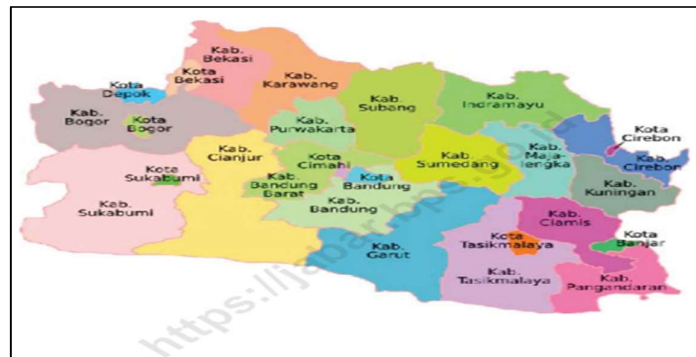 Kab.
Bekasi
Kota
Bekasi
Kab.
Karawang
Kota
Depok
Kab.
Bogor
Kota
Bogor
Kab.
Subang
Kab.
Indramayu
Kab.
Purwakarta
Kota
Cirebon
Kab.
Cirebon
Kab.
Cianjur
Kota
Cimahi
Kab.
Sumedang
Kab.
Maja-
lengka
Kota
Sukabumi
Kab.
Bandung
Barat
Kota
Bandung
Kab.
Kuningan
Kab.
Sukabumi
Kab.
Bandung
Kab.
Ciamis
Kab.
Garut
Kota
Tasikmalaya
Kota
Banjar
Kab.
Tasikmalaya
Kab.
Pangandaran
https://jabar.bps.go.id